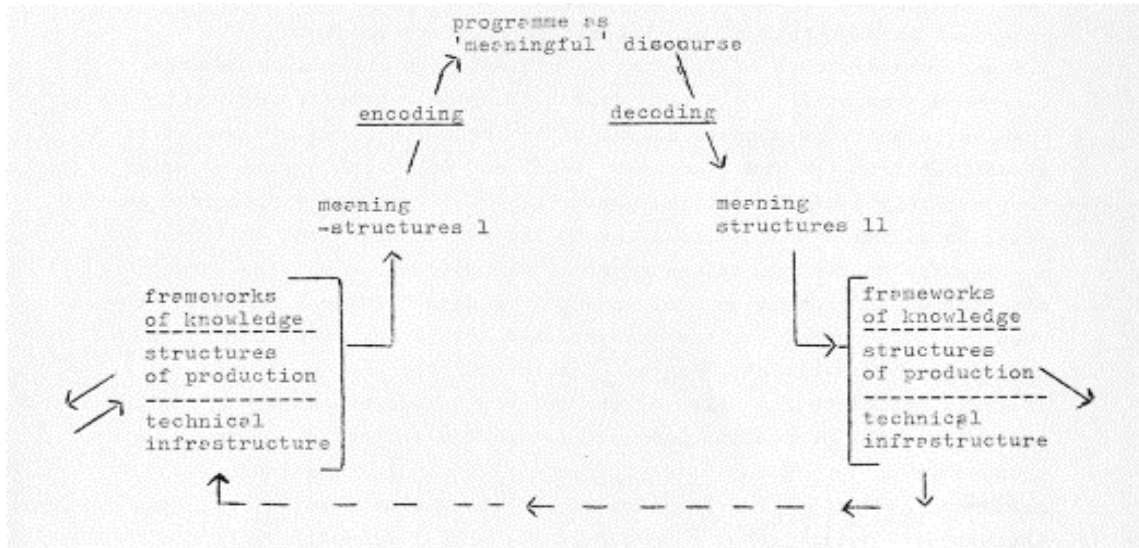 programme as
'meaningful' discourse
encoding
decoding
meaning
-structures 1
meaning
structures 11
frameworks
of knowledge
structures
of production
technical
infrastructure
frameworks
of knowledge
structures
of production
technical
infrastructure